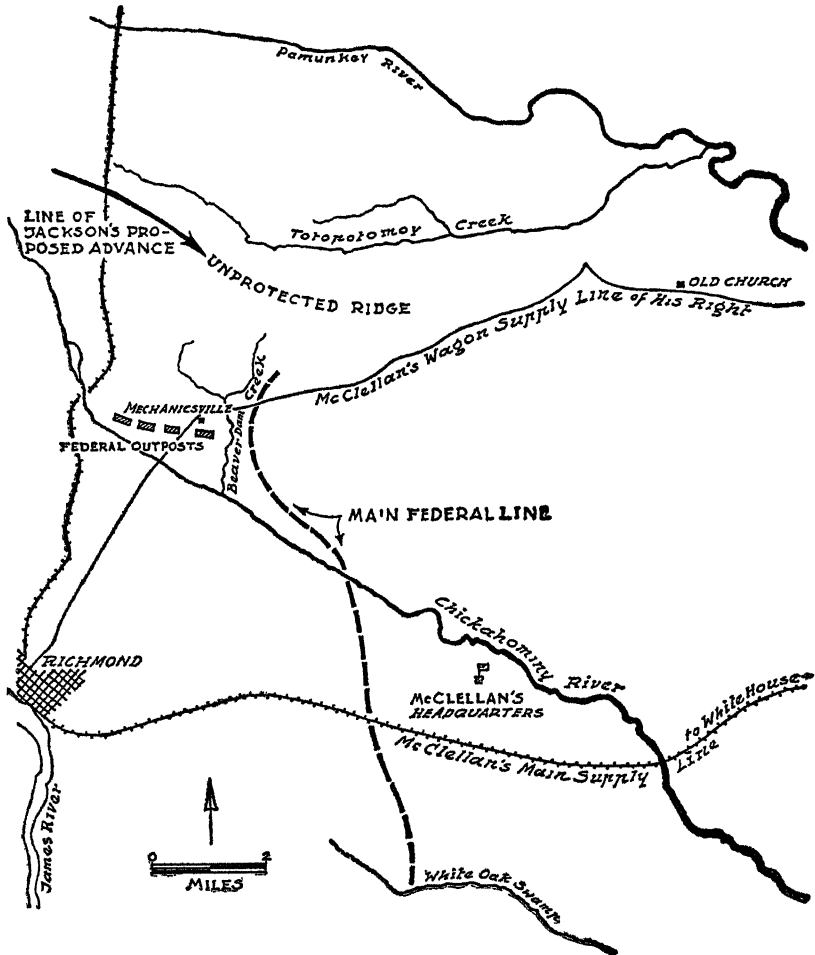 Pamunkey River
LINE OF
JACKSON'S PRO-
POSED ADVANCE
Totopotomoy Creek
UNPROTECTED RIDGE
OLD CHURCH
McClellan's Wagon Supply Line of His Right
MECHANICSVILLE
Beaver-Dam Creek
FEDERAL OUTPOSTS
MAIN FEDERAL LINE
Chickahominy River
RICHMOND
McCLELLAN'S
HEADQUARTERS
to White House
McClellan's Main Supply Line
James River
0 2
MILES
White Oak Swamp